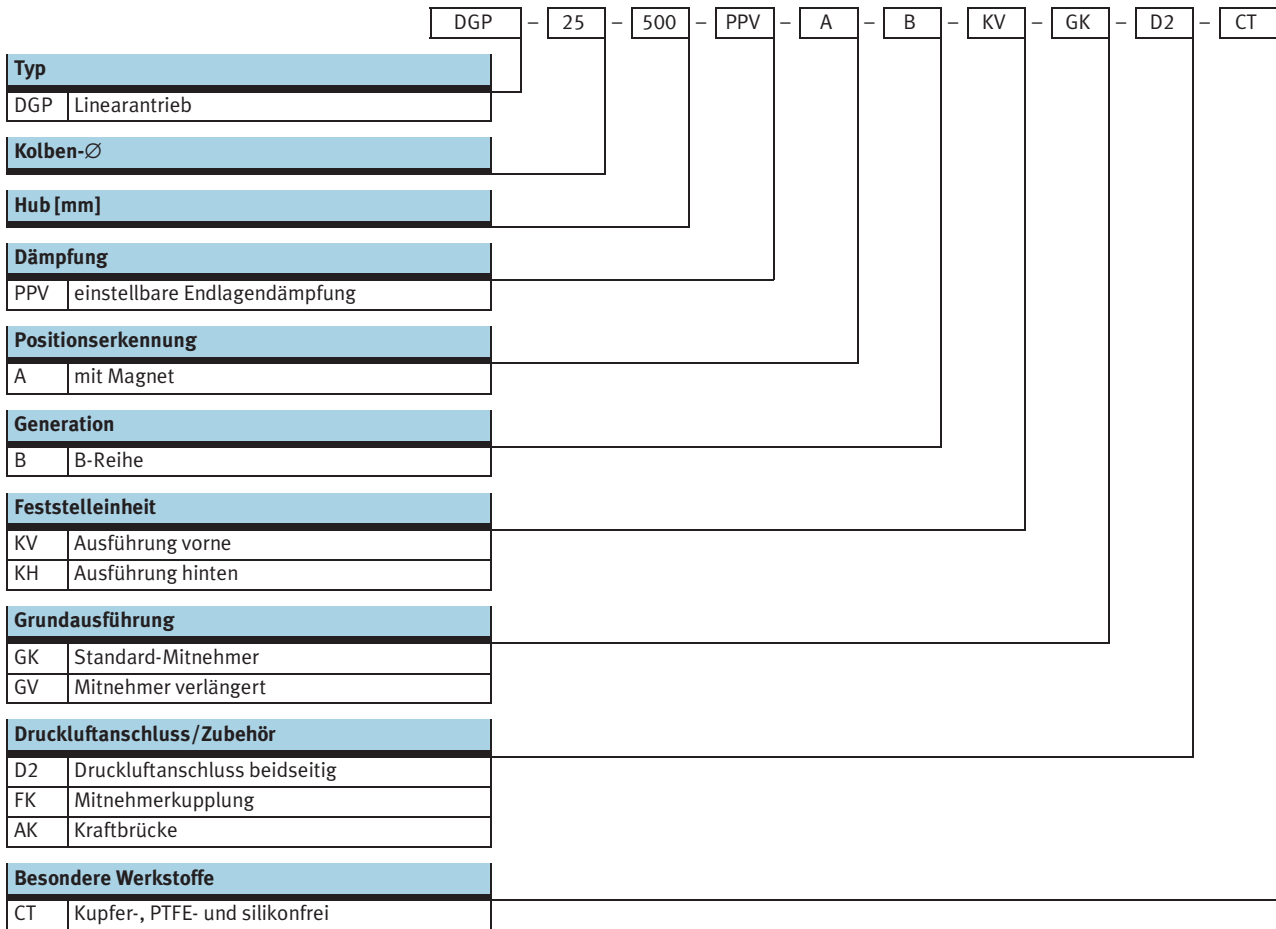 DGP – 25 – 500 – PPV – A – B – KV – GK – D2 – CT
Typ
DGP Linearantrieb
Kolben-∅
Hub [mm]
Dämpfung
PPV einstellbare Endlagendämpfung
Positionserkennung
A mit Magnet
Generation
B B-Reihe
Feststelleinheit
KV Ausführung vorne
KH Ausführung hinten
Grundausführung
GK Standard-Mitnehmer
GV Mitnehmer verlängert
Druckluftanschluss/Zubehör
D2 Druckluftanschluss beidseitig
FK Mitnehmerkupplung
AK Kraftbrücke
Besondere Werkstoffe
CT Kupfer-, PTFE- und silikonfrei